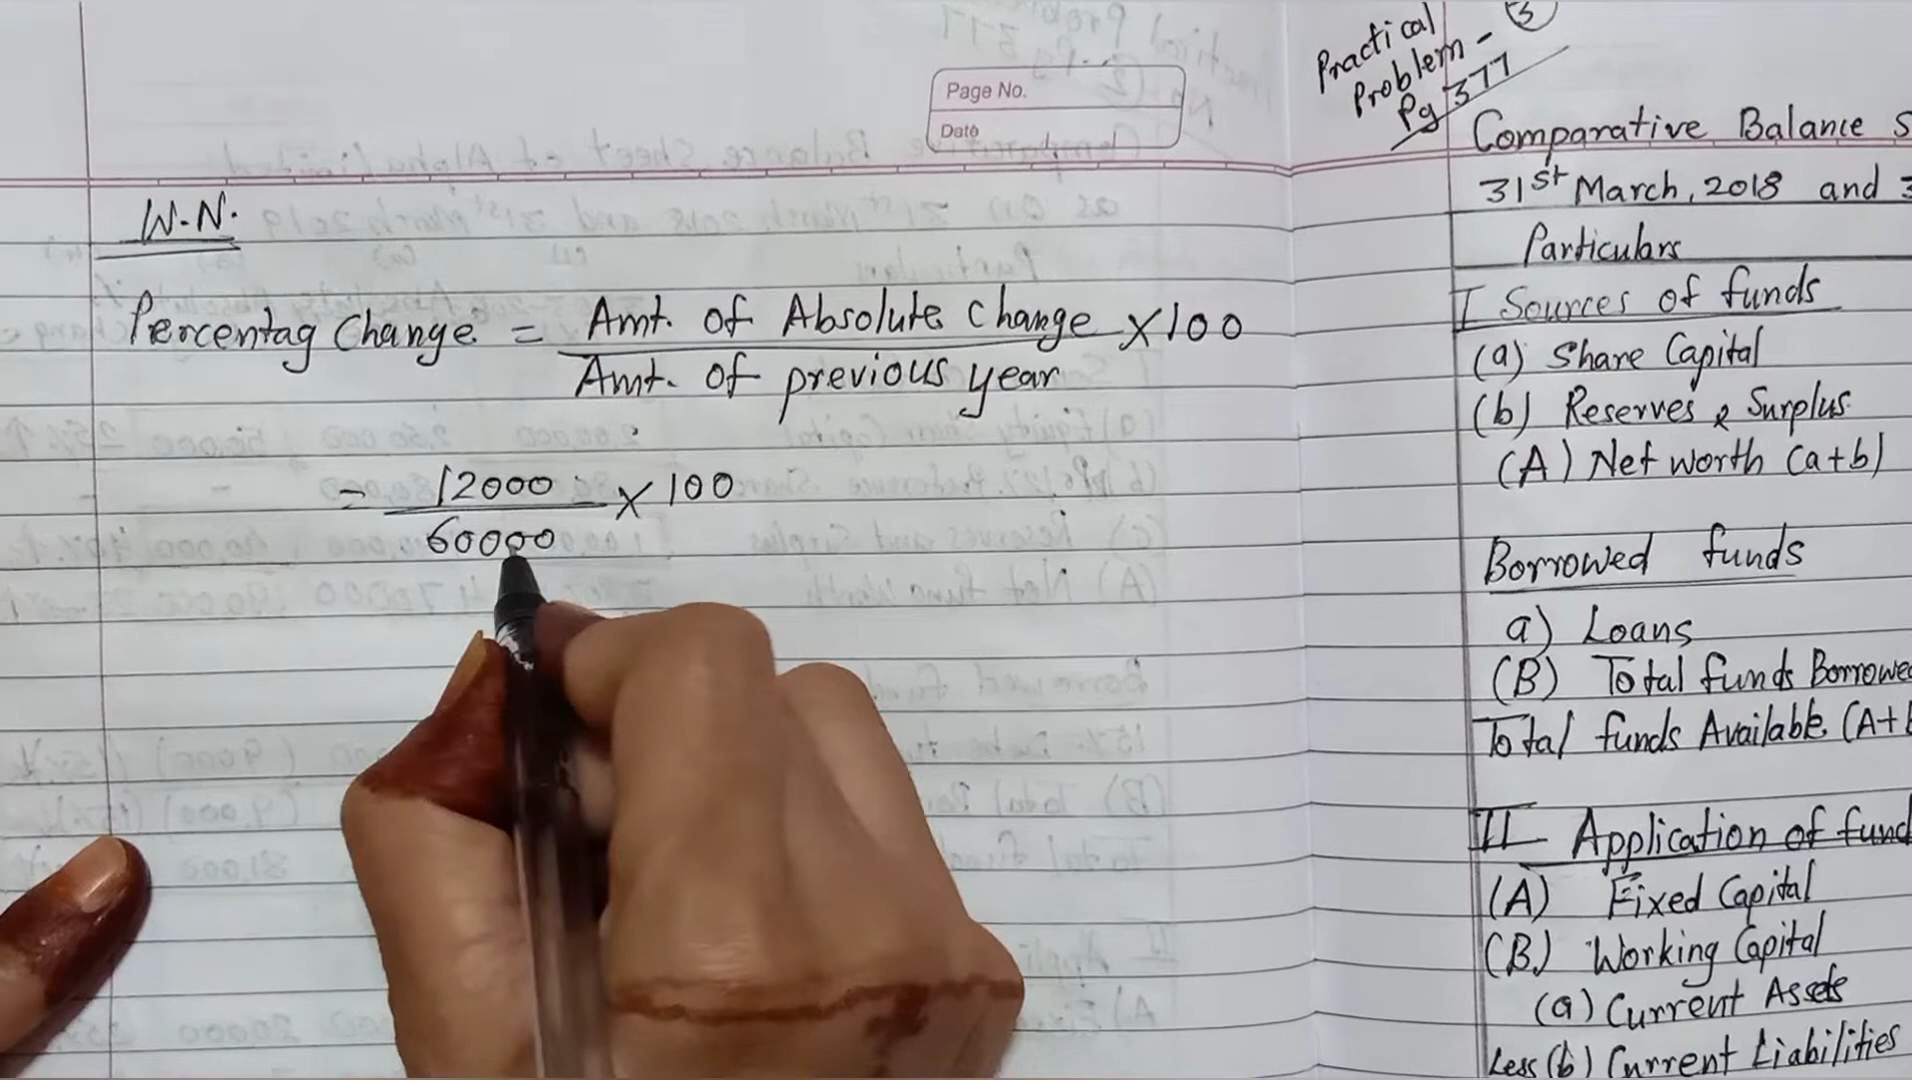 Page No.
Date
W.N.
Percentag Change = Amt. of Absolute Change × 100
Amt. of previous year
= 12000 × 100
60000
Practical
Problem - 3
Pg 377
Comparative Balance S
31st March, 2018 and 3
Particulars
I Sources of funds
(a) Share Capital
(b) Reserves & Surplus
(A) Net worth (a+b)
Borrowed funds
a) Loans
(B) Total funds Borrowe
Total funds Available (A+B
II Application of fund
(A) Fixed Capital
(B) Working Capital
(a) Current Assets
Less (b) Current Liabilities